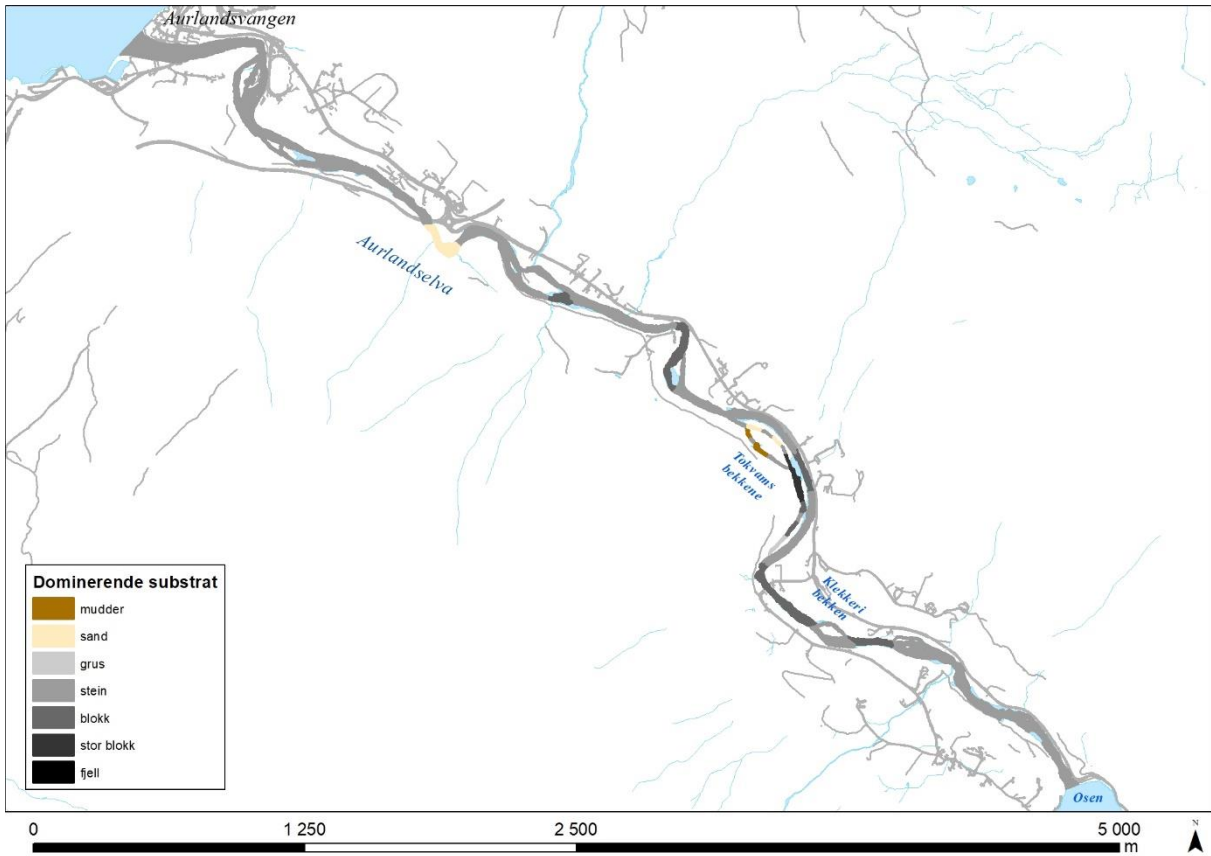 Aurlandsvangen
Aurlandselva
Tokvams
bekkene
Klekkeri
bekken
Osen
Dominerende substrat
mudder
sand
grus
stein
blokk
stor blokk
fjell
0
1 250
2 500
5 000
m
N